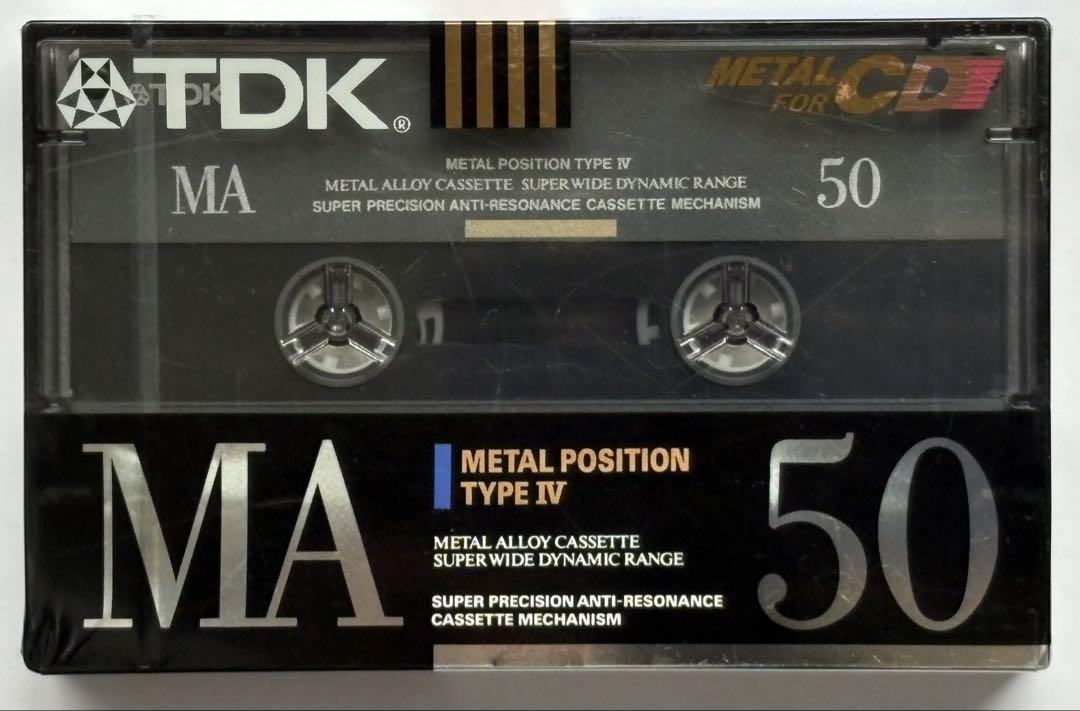 TDK®
TDK
METAL
FOR CD
METAL POSITION TYPE IV
MA
METAL ALLOY CASSETTE SUPER WIDE DYNAMIC RANGE
50
SUPER PRECISION ANTI-RESONANCE CASSETTE MECHANISM
MA
METAL POSITION
TYPE IV
50
METAL ALLOY CASSETTE
SUPER WIDE DYNAMIC RANGE
SUPER PRECISION ANTI-RESONANCE
CASSETTE MECHANISM